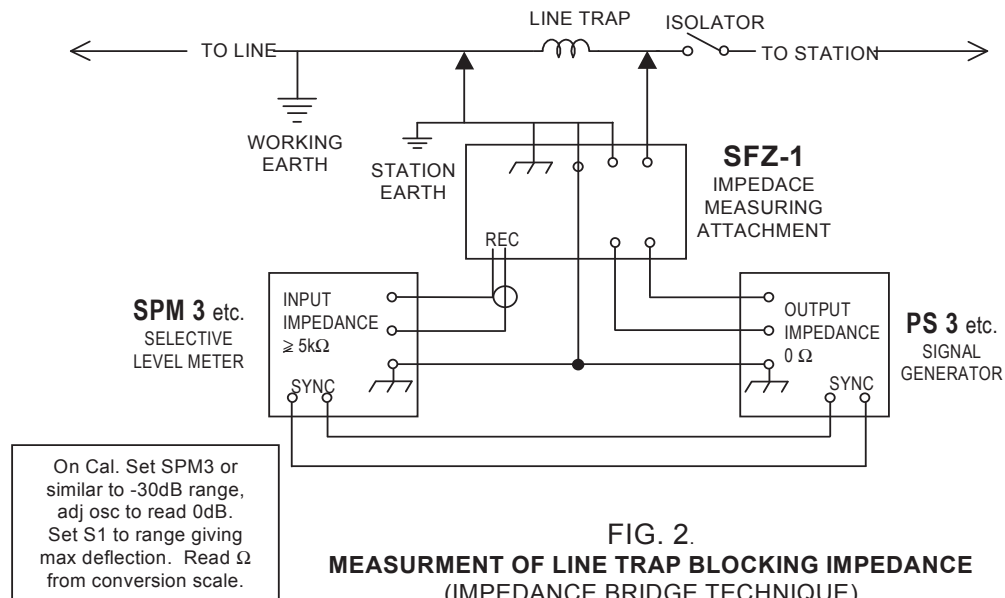 LINE TRAP
ISOLATOR
TO LINE
TO STATION
WORKING
EARTH
STATION
EARTH
SFZ-1
IMPEDACE
MEASURING
ATTACHMENT
REC
SPM 3 etc.
SELECTIVE
LEVEL METER
INPUT
IMPEDANCE
≧ 5kΩ
SYNC
OUTPUT
IMPEDANCE
0 Ω
SYNC
PS 3 etc.
SIGNAL
GENERATOR
On Cal. Set SPM3 or
similar to -30dB range,
adj osc to read 0dB.
Set S1 to range giving
max deflection. Read Ω
from conversion scale.
FIG. 2.
MEASURMENT OF LINE TRAP BLOCKING IMPEDANCE
(IMPEDANCE BRIDGE TECHNIQUE)